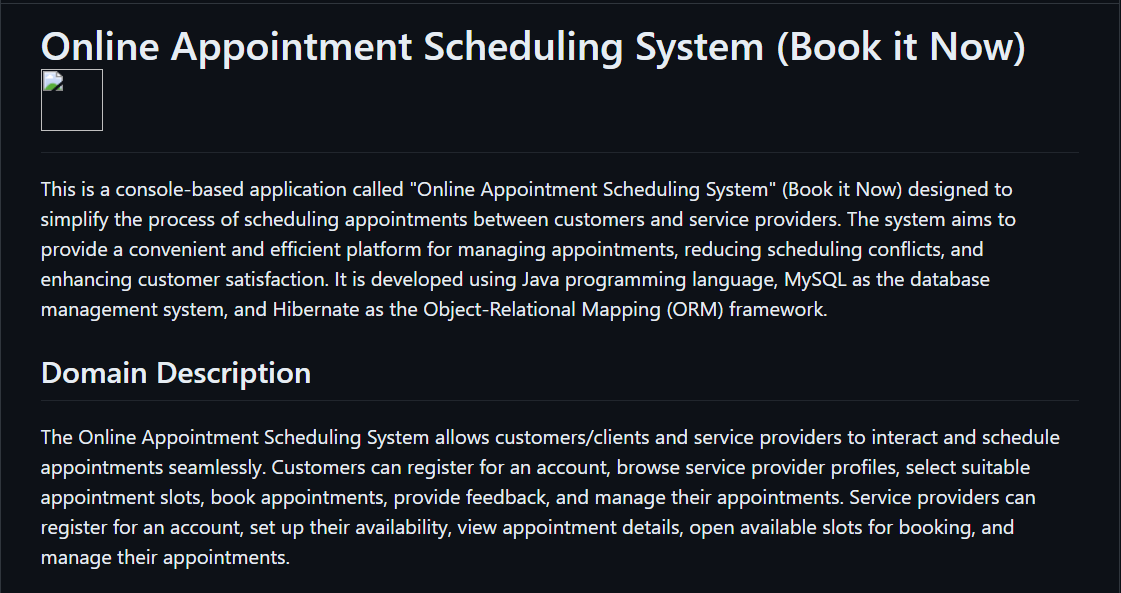 Online Appointment Scheduling System (Book it Now)
This is a console-based application called "Online Appointment Scheduling System" (Book it Now) designed to
simplify the process of scheduling appointments between customers and service providers. The system aims to
provide a convenient and efficient platform for managing appointments, reducing scheduling conflicts, and
enhancing customer satisfaction. It is developed using Java programming language, MySQL as the database
management system, and Hibernate as the Object-Relational Mapping (ORM) framework.
Domain Description
The Online Appointment Scheduling System allows customers/clients and service providers to interact and schedule
appointments seamlessly. Customers can register for an account, browse service provider profiles, select suitable
appointment slots, book appointments, provide feedback, and manage their appointments. Service providers can
register for an account, set up their availability, view appointment details, open available slots for booking, and
manage their appointments.